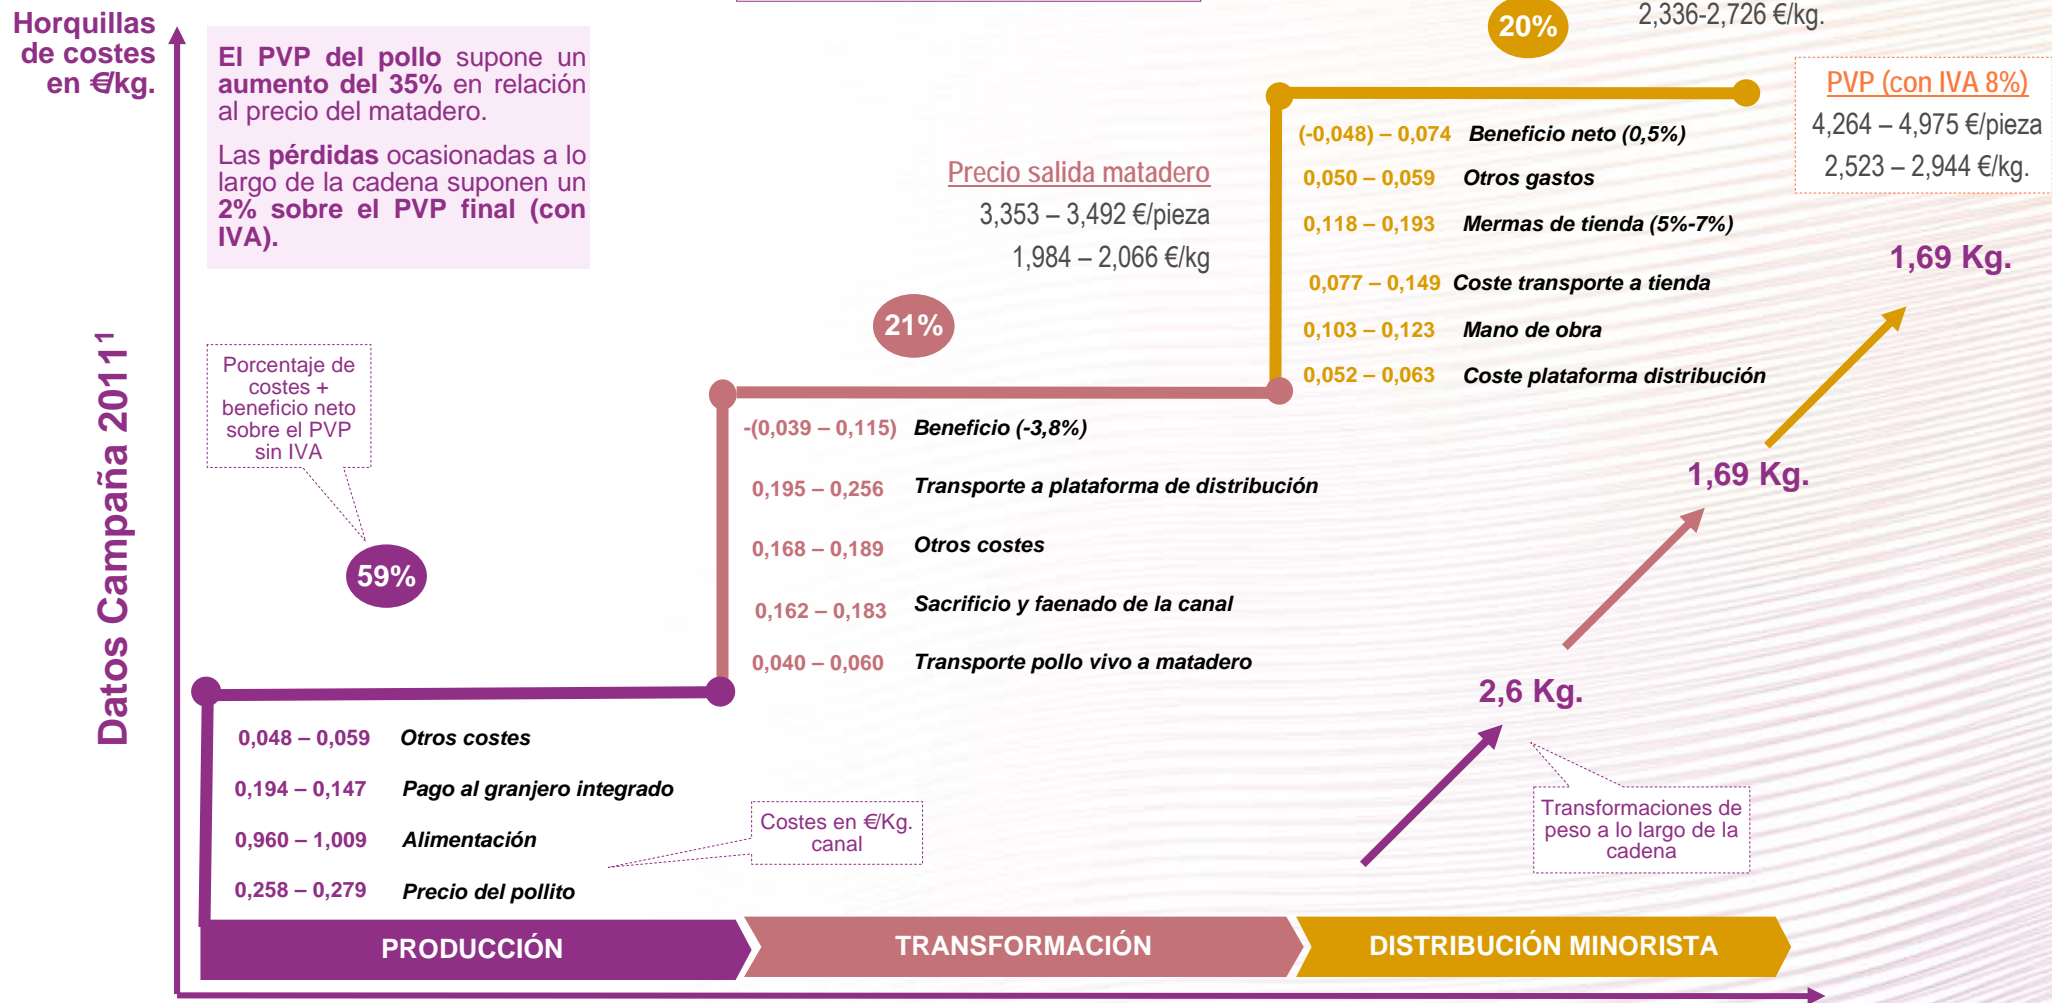 Horquillas
de costes
en €/kg.
El PVP del pollo supone un
aumento del 35% en relación
al precio del matadero.
Las pérdidas ocasionadas a lo
largo de la cadena suponen un
2% sobre el PVP final (con
IVA).
20%
2,336-2,726 €/kg.
PVP (con IVA 8%)
4,264 – 4,975 €/pieza
2,523 – 2,944 €/kg.
(-0,048) – 0,074 Beneficio neto (0,5%)
0,050 – 0,059 Otros gastos
0,118 – 0,193 Mermas de tienda (5%-7%)
0,077 – 0,149 Coste transporte a tienda
0,103 – 0,123 Mano de obra
0,052 – 0,063 Coste plataforma distribución
Precio salida matadero
3,353 – 3,492 €/pieza
1,984 – 2,066 €/kg
21%
1,69 Kg.
Datos Campaña 2011¹
Porcentaje de
costes +
beneficio neto
sobre el PVP
sin IVA
59%
-(0,039 – 0,115) Beneficio (-3,8%)
0,195 – 0,256 Transporte a plataforma de distribución
0,168 – 0,189 Otros costes
0,162 – 0,183 Sacrificio y faenado de la canal
0,040 – 0,060 Transporte pollo vivo a matadero
1,69 Kg.
2,6 Kg.
0,048 – 0,059 Otros costes
0,194 – 0,147 Pago al granjero integrado
0,960 – 1,009 Alimentación
0,258 – 0,279 Precio del pollito
Costes en €/Kg.
canal
Transformaciones de
peso a lo largo de la
cadena
PRODUCCIÓN
TRANSFORMACIÓN
DISTRIBUCIÓN MINORISTA